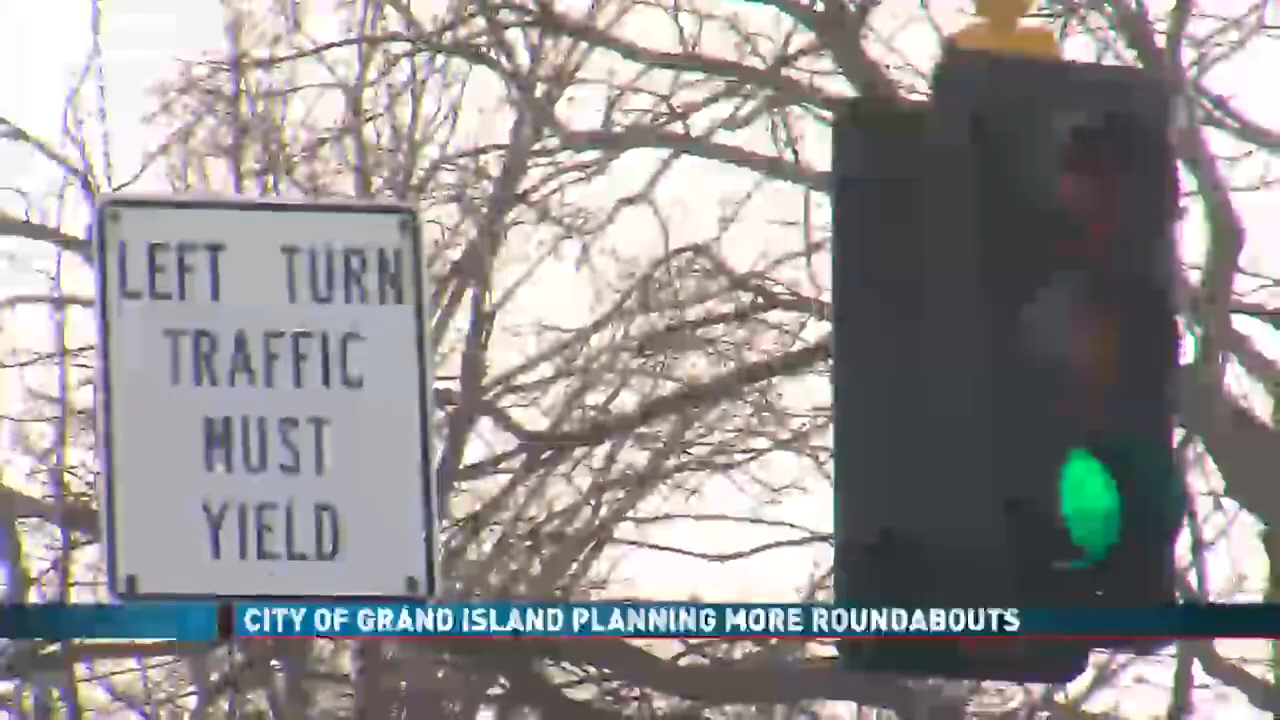 LEFT TURN
TRAFFIC
MUST
YIELD
CITY OF GRAND ISLAND PLANNING MORE ROUNDABOUTS